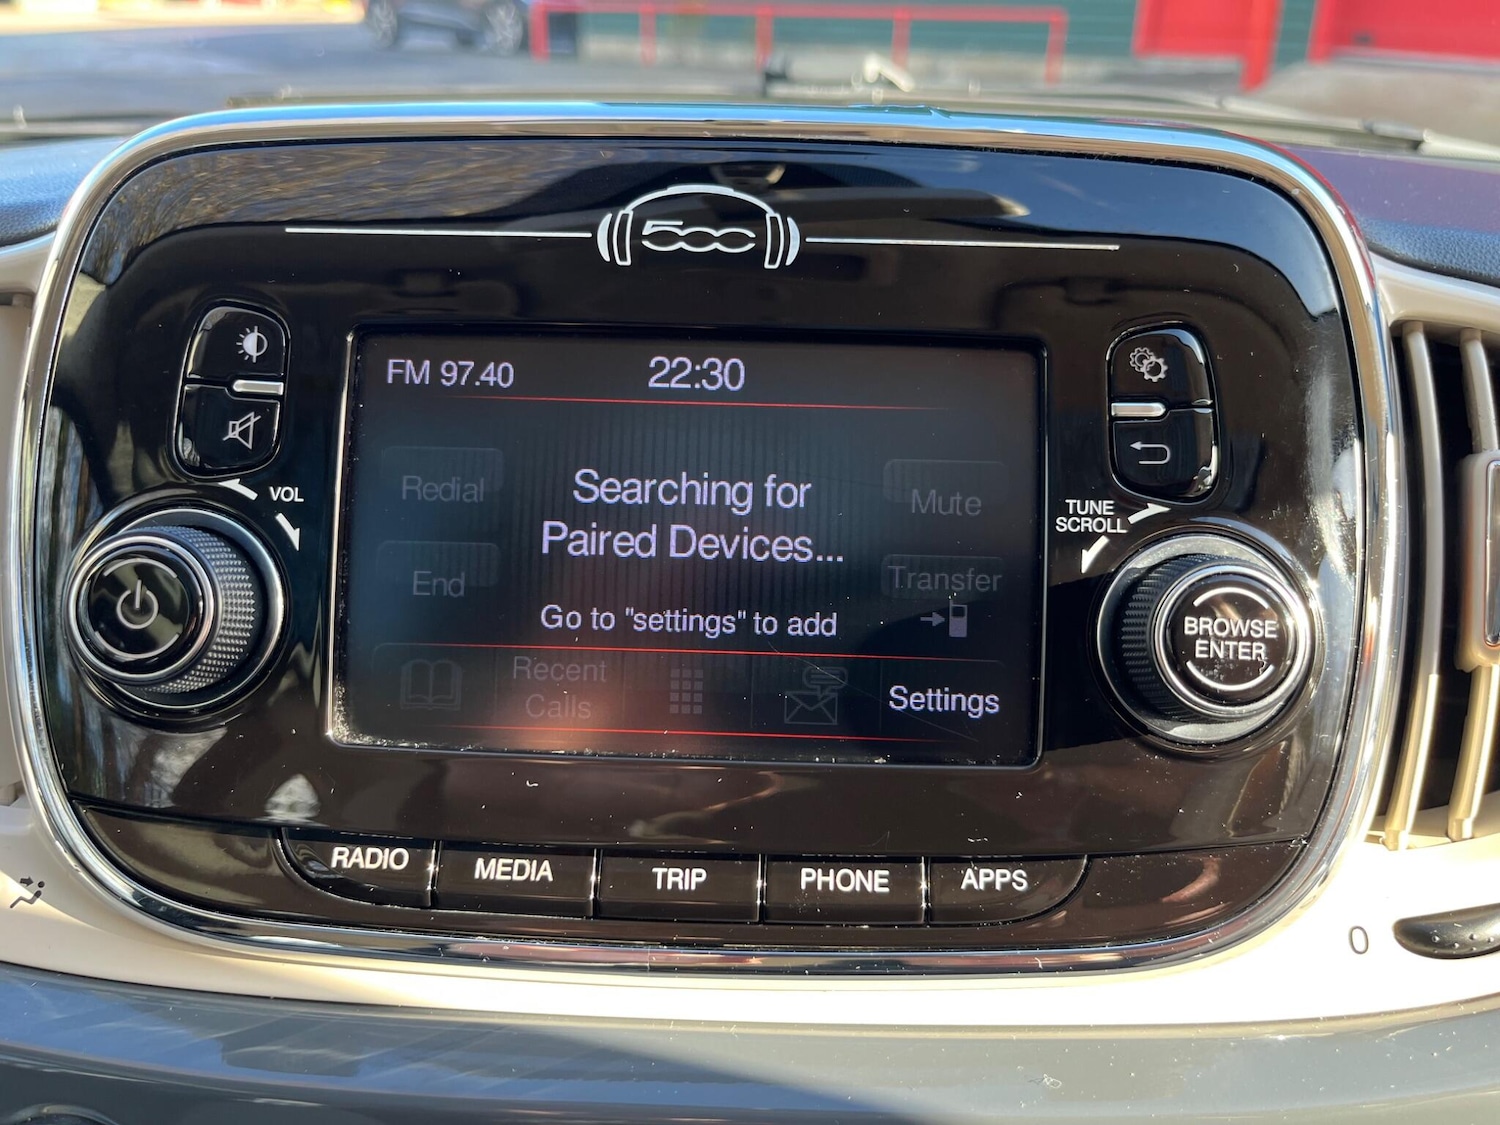 500
FM 97.40 22:30
VOL
TUNE
SCROLL
Redial
Searching for
Paired Devices...
Mute
End
Transfer
Go to "settings" to add
BROWSE
ENTER
Recent
Calls
Settings
RADIO MEDIA TRIP PHONE APPS
0